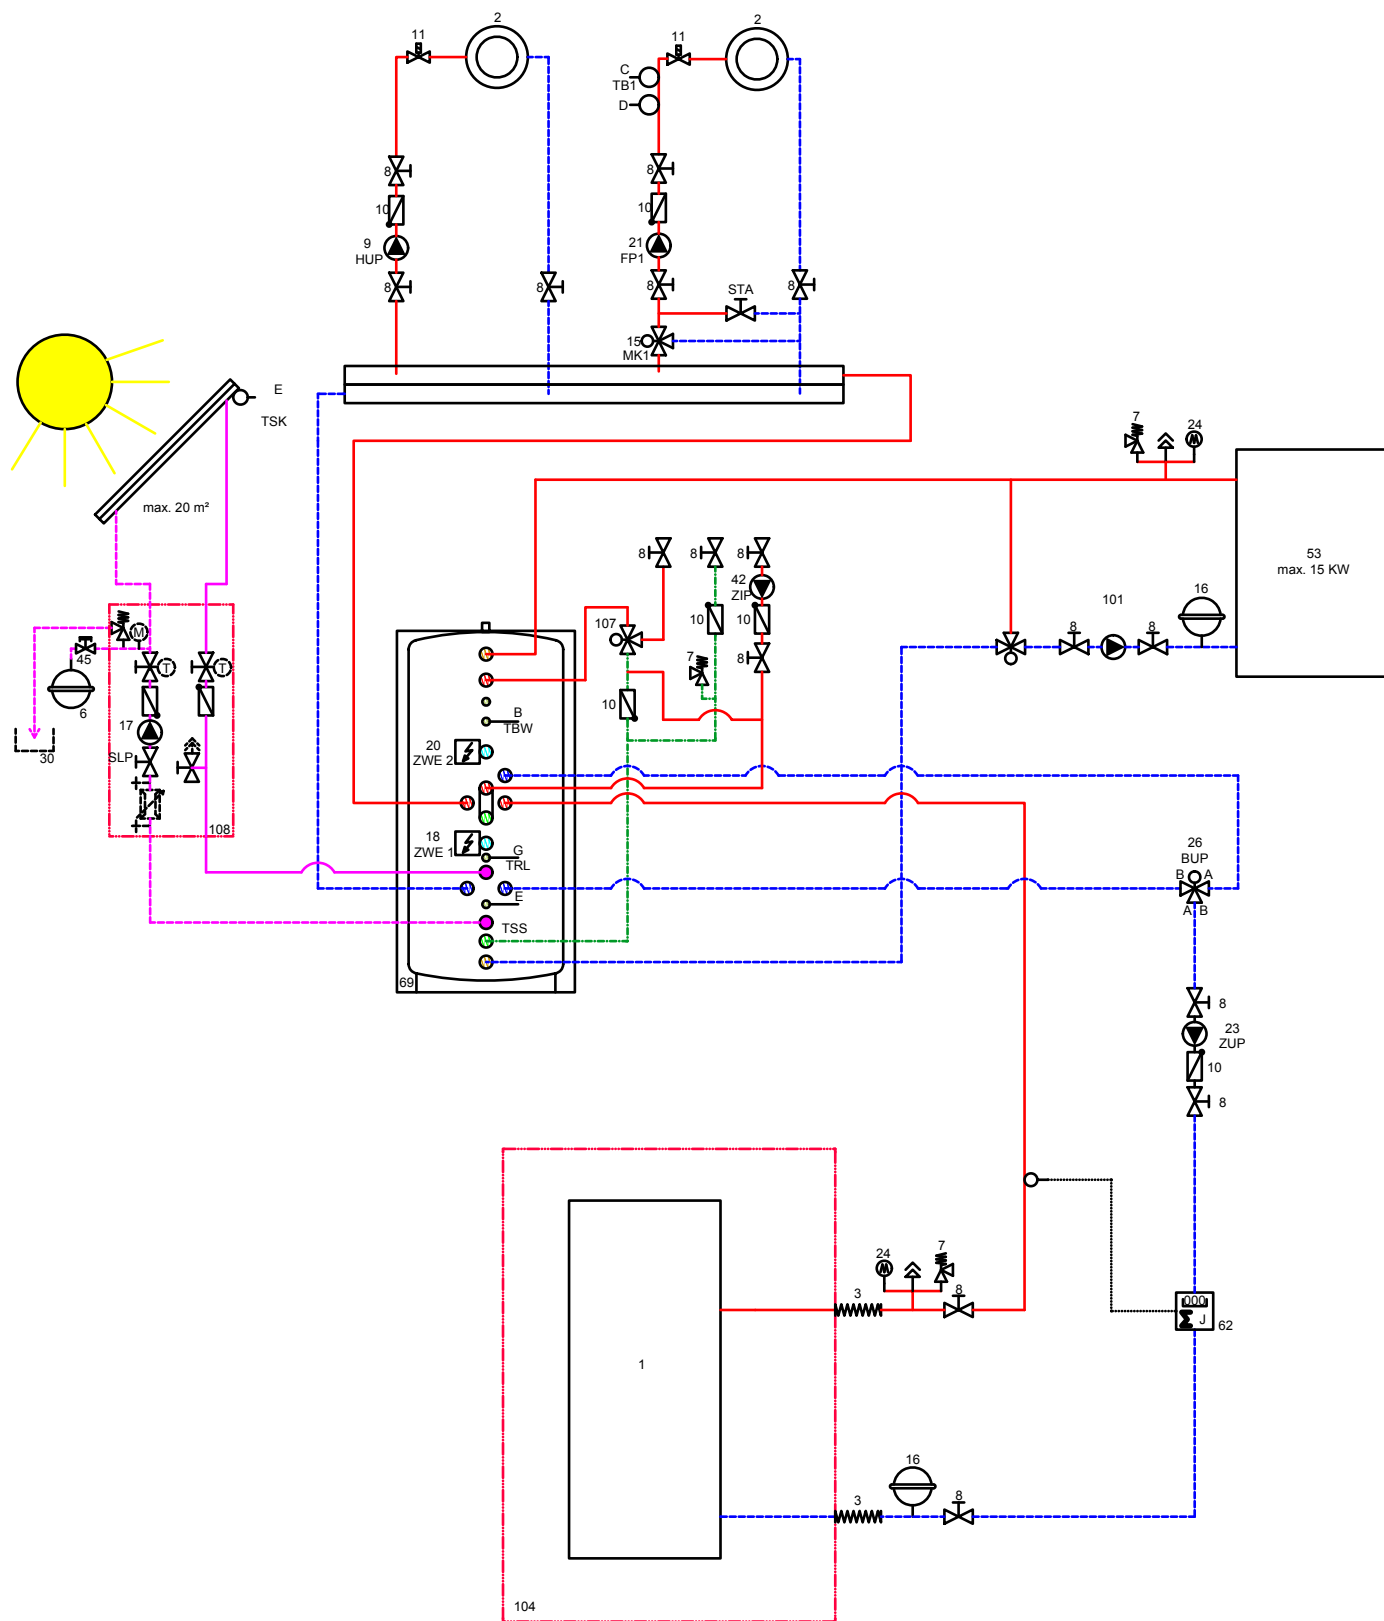 2
2
11
11
C
TB1
D
8
8
10
10
9
HUP
21
FP1
8
8
8
8
STA
15
MK1
E
TSK
max. 20 m²
7
24
53
max. 15 KW
8
8
8
42
ZIP
16
101
107
10
10
8
8
M
45
7
8
T
T
6
10
17
B
TBW
SLP
20
ZWE 2
30
108
18
ZWE 1
G
TRL
26
BUP
B
A
E
A
B
TSS
69
8
23
ZUP
10
8
24
7
3
8
000
Σ J
62
1
16
3
8
104